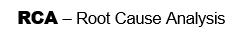 RCA – Root Cause Analysis